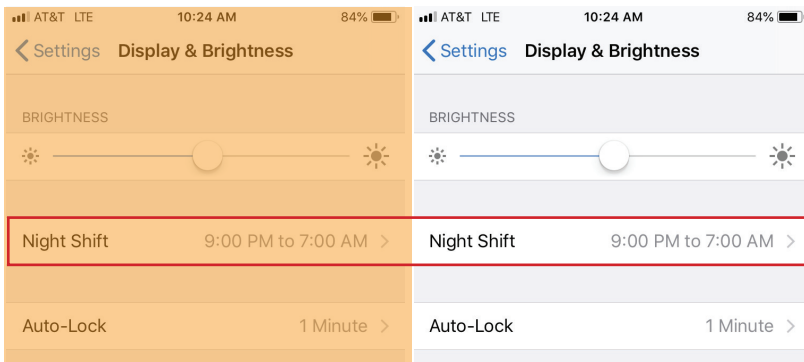 AT&T LTE 10:24 AM 84%
Settings Display & Brightness
BRIGHTNESS
Night Shift 9:00 PM to 7:00 AM
Auto-Lock 1 Minute
AT&T LTE 10:24 AM 84%
Settings Display & Brightness
BRIGHTNESS
Night Shift 9:00 PM to 7:00 AM
Auto-Lock 1 Minute